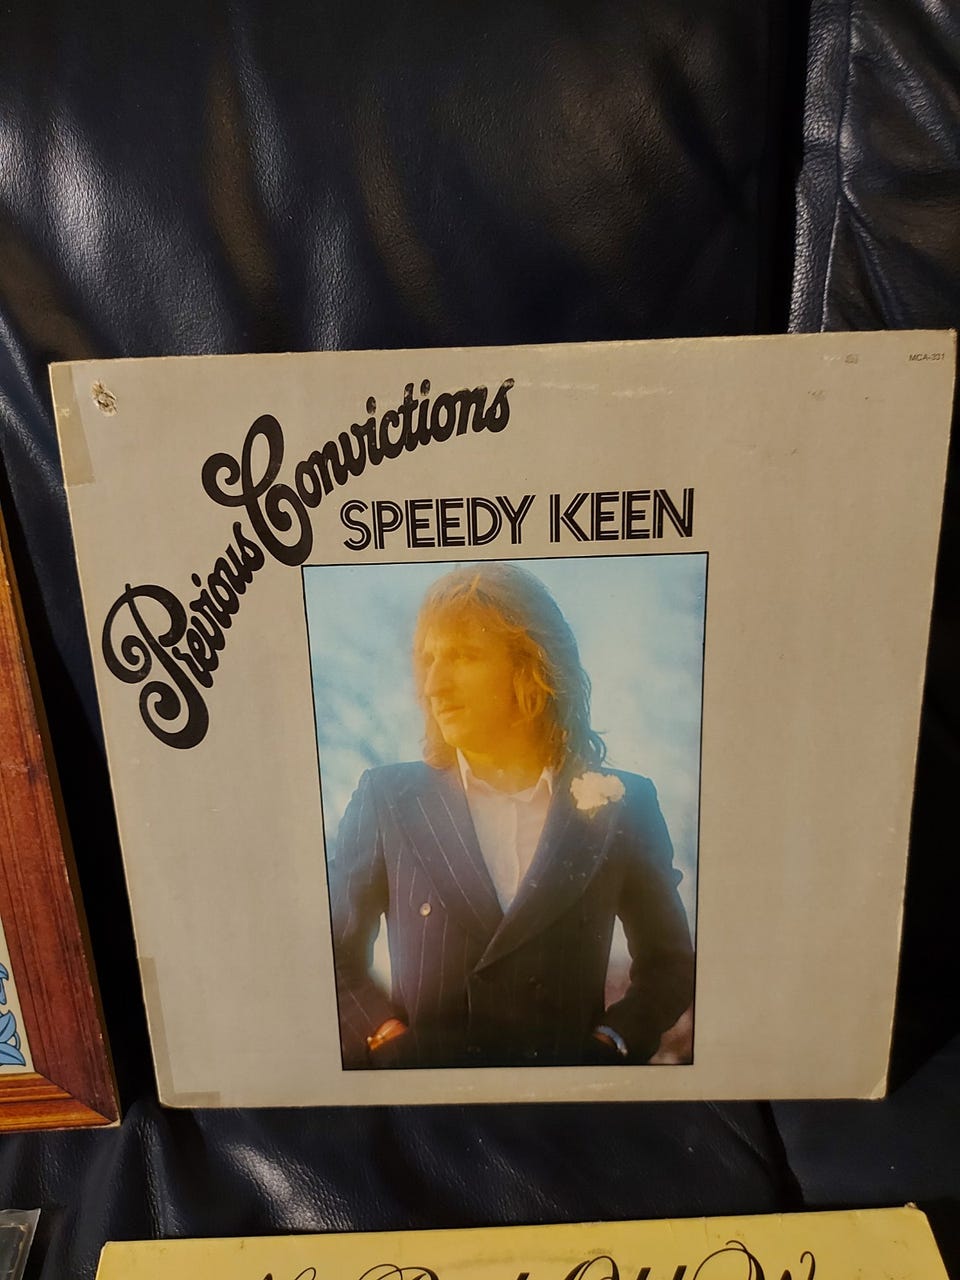 MCA-331
Previous Convictions
SPEEDY KEEN